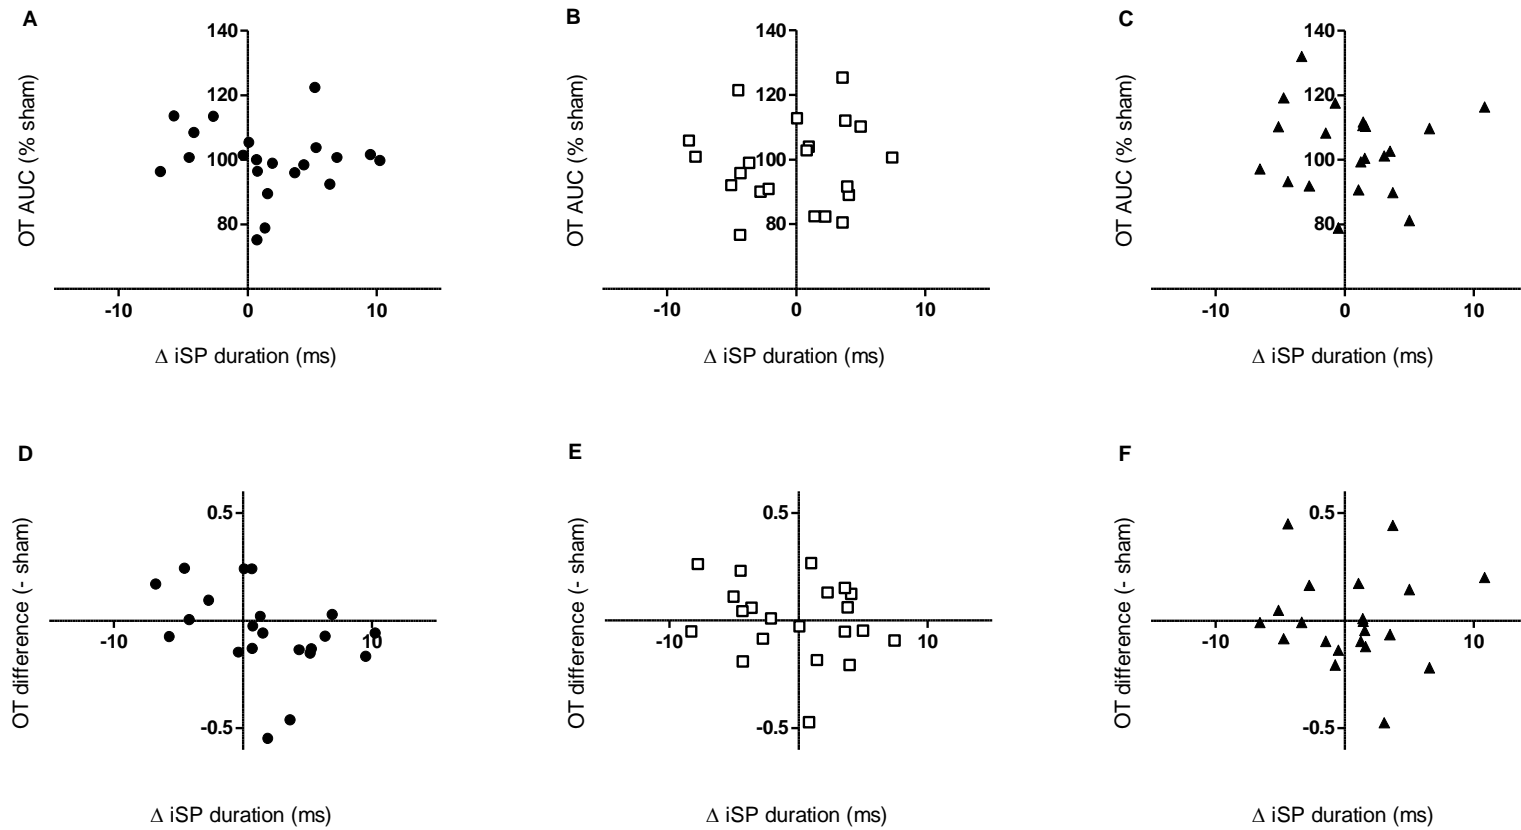 A
B
C
140
140
140
120
120
120
100
100
100
80
80
80
OT AUC (% sham)
OT AUC (% sham)
OT AUC (% sham)
-10
0
10
-10
0
10
-10
0
10
Δ iSP duration (ms)
Δ iSP duration (ms)
Δ iSP duration (ms)
D
E
F
0.5
0.5
0.5
OT difference (- sham)
OT difference (- sham)
OT difference (- sham)
-10
10
-10
10
-10
10
-0.5
-0.5
-0.5
Δ iSP duration (ms)
Δ iSP duration (ms)
Δ iSP duration (ms)